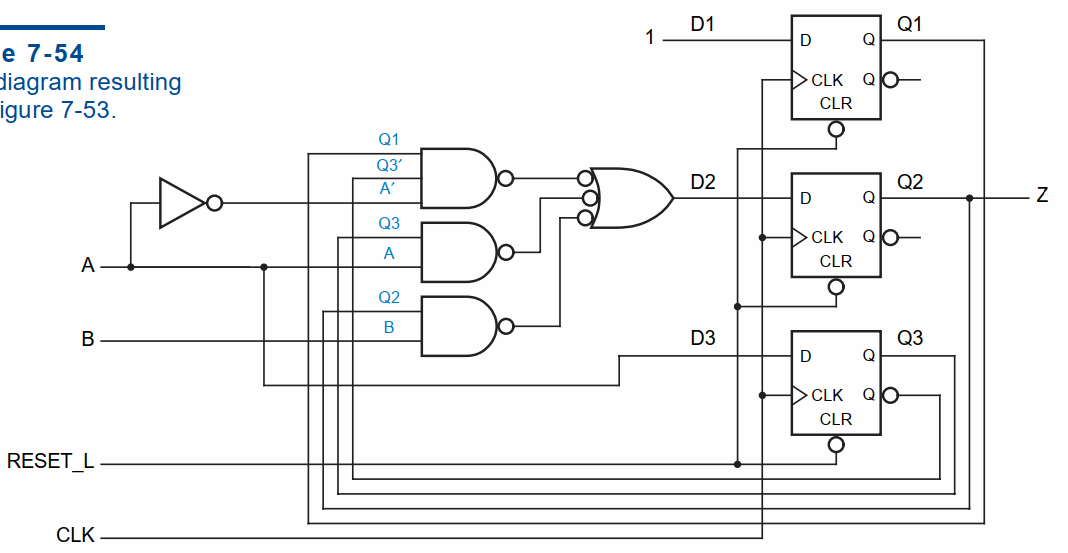 e 7-54
diagram resulting
igure 7-53.
1
D1
Q1
D
Q
CLK
Q
CLR
Q1
Q3′
A′
D2
Q2
Z
D
Q
CLK
Q
CLR
Q3
A
A
Q2
B
B
D3
Q3
D
Q
CLK
Q
CLR
RESET_L
CLK